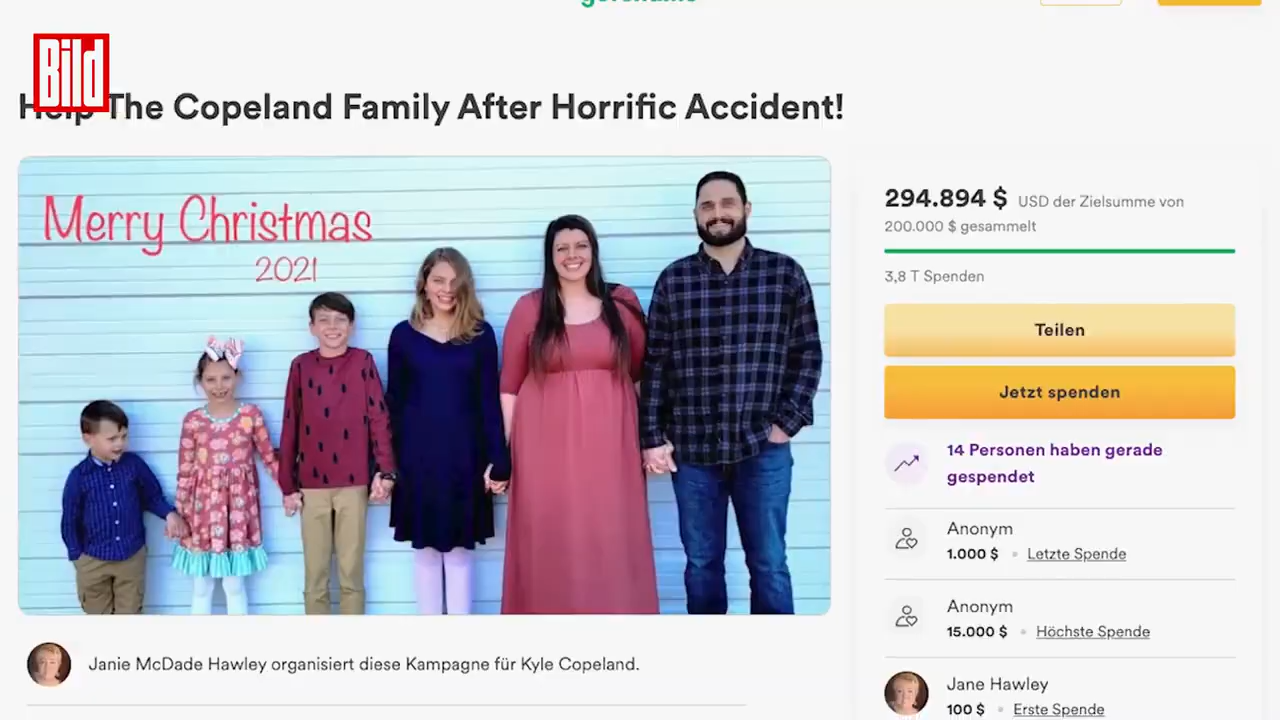 Bild
Help The Copeland Family After Horrific Accident!
Merry Christmas
2021
294.894 $ USD der Zielsumme von
200.000 $ gesammelt
3,8 T Spenden
Teilen
Jetzt spenden
14 Personen haben gerade
gespendet
Anonym
1.000 $ • Letzte Spende
Anonym
15.000 $ • Höchste Spende
Jane Hawley
100 $ • Erste Spende
Janie McDade Hawley organisiert diese Kampagne für Kyle Copeland.